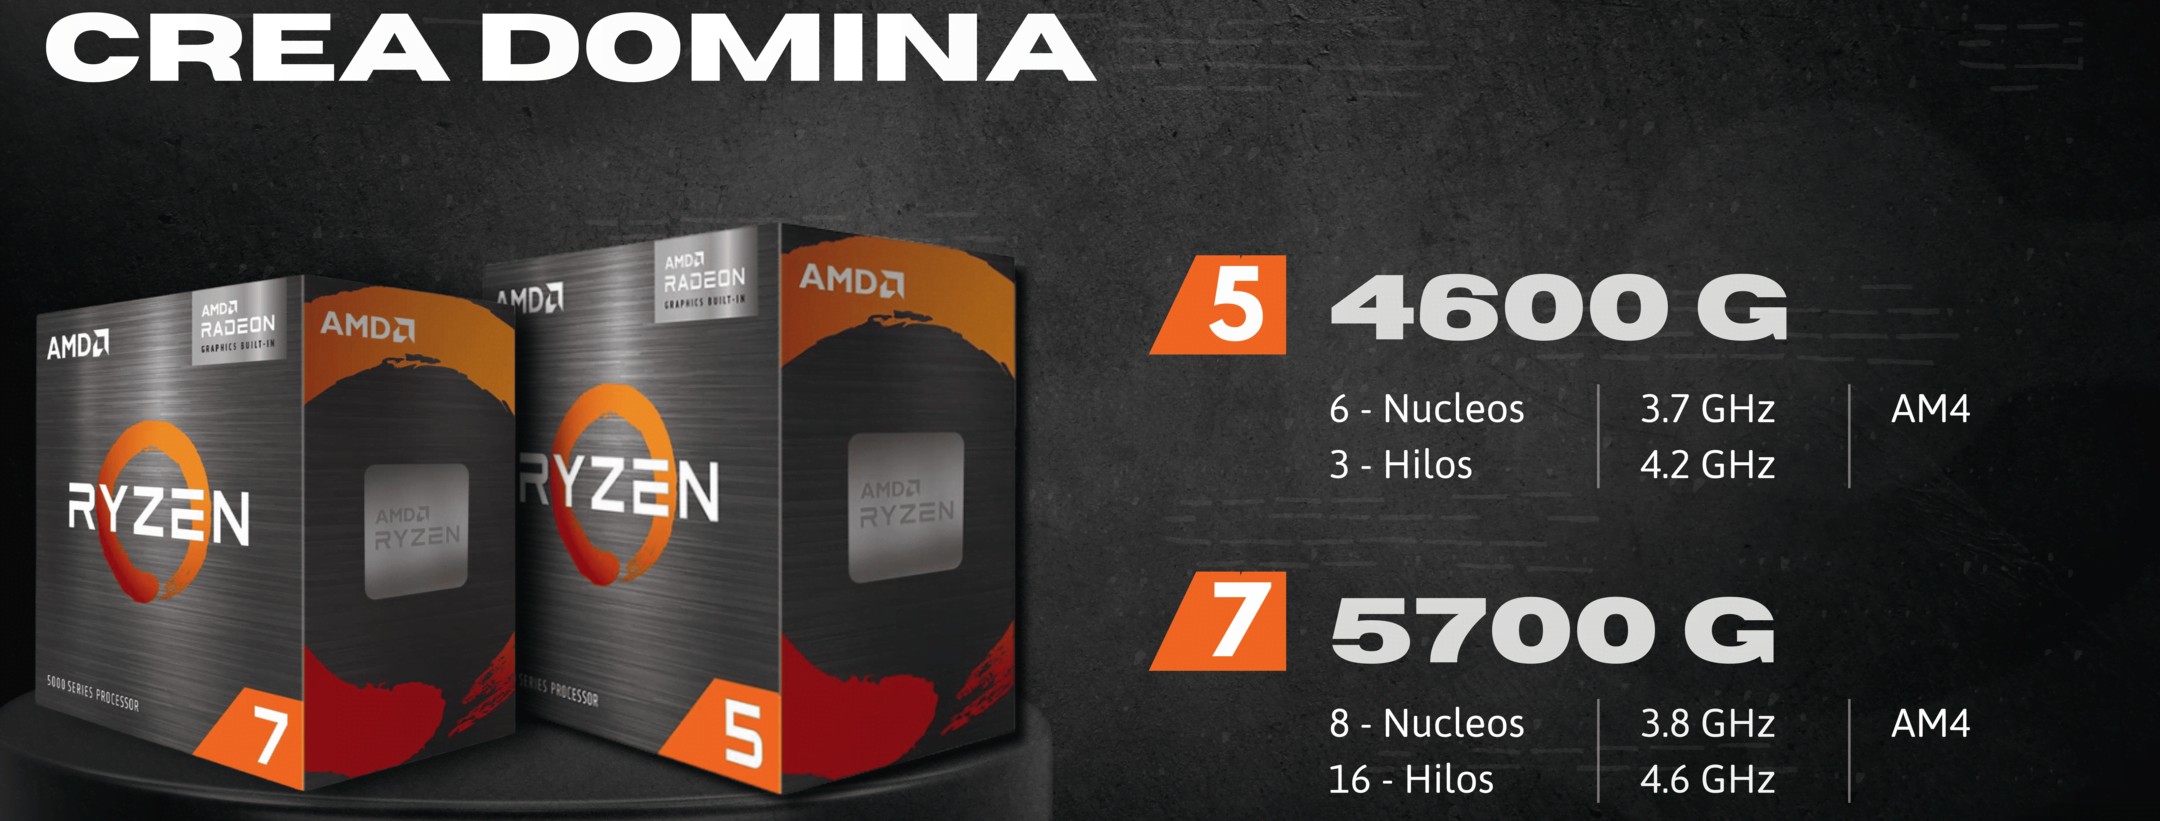 CREA DOMINA
AMD
AMD
RADEON
GRAPHICS BUILT-IN
AMD
RYZEN
AMD
RYZEN
5000 SERIES PROCESSOR
7
AMD
AMD
RADEON
GRAPHICS BUILT-IN
AMD
RYZEN
AMD
RYZEN
SERIES PROCESSOR
5
5 4600 G
6 - Nucleos
3 - Hilos
3.7 GHz
4.2 GHz
AM4
7 5700 G
8 - Nucleos
16 - Hilos
3.8 GHz
4.6 GHz
AM4